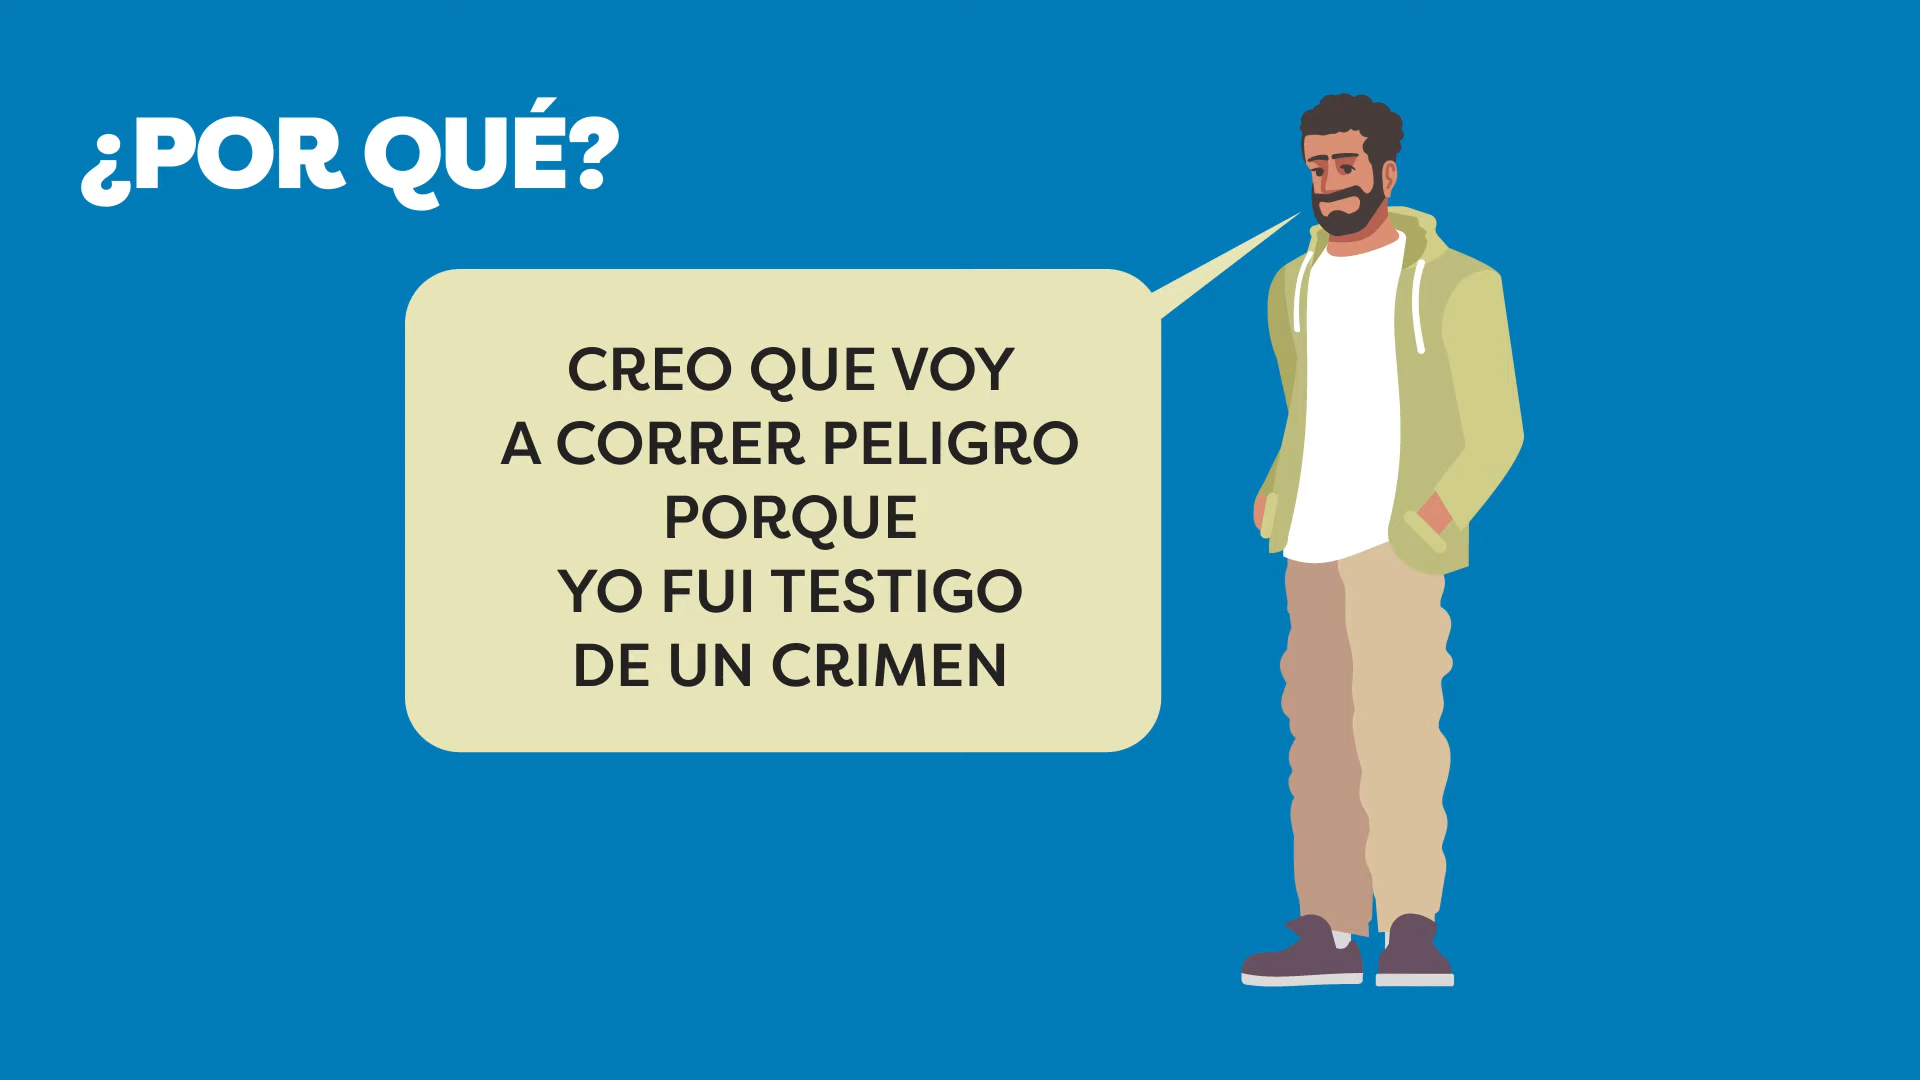 ¿POR QUÉ?
CREO QUE VOY
A CORRER PELIGRO
PORQUE
YO FUI TESTIGO
DE UN CRIMEN